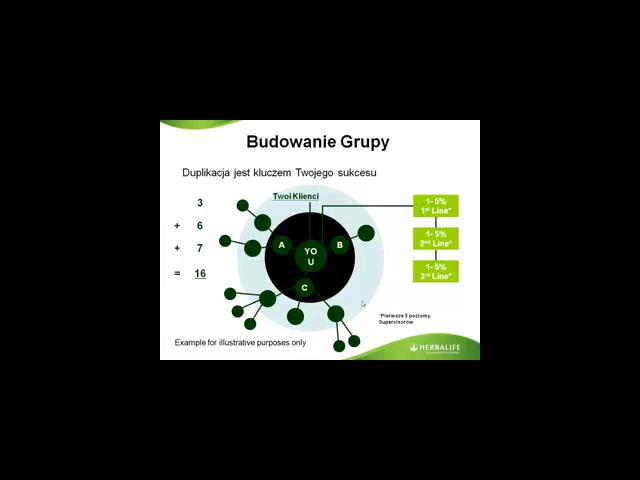 Budowanie Grupy
Duplikacja jest kluczem Twojego sukcesu
3
+ 6
+ 7
= 16
Twoi Klienci
A
B
YO
U
C
1- 5%
1st Line*
1- 5%
2nd Line*
1- 5%
3rd Line*
*Pierwsze 3 poziomy
Supervisorów
Example for illustrative purposes only
HERBALIFE